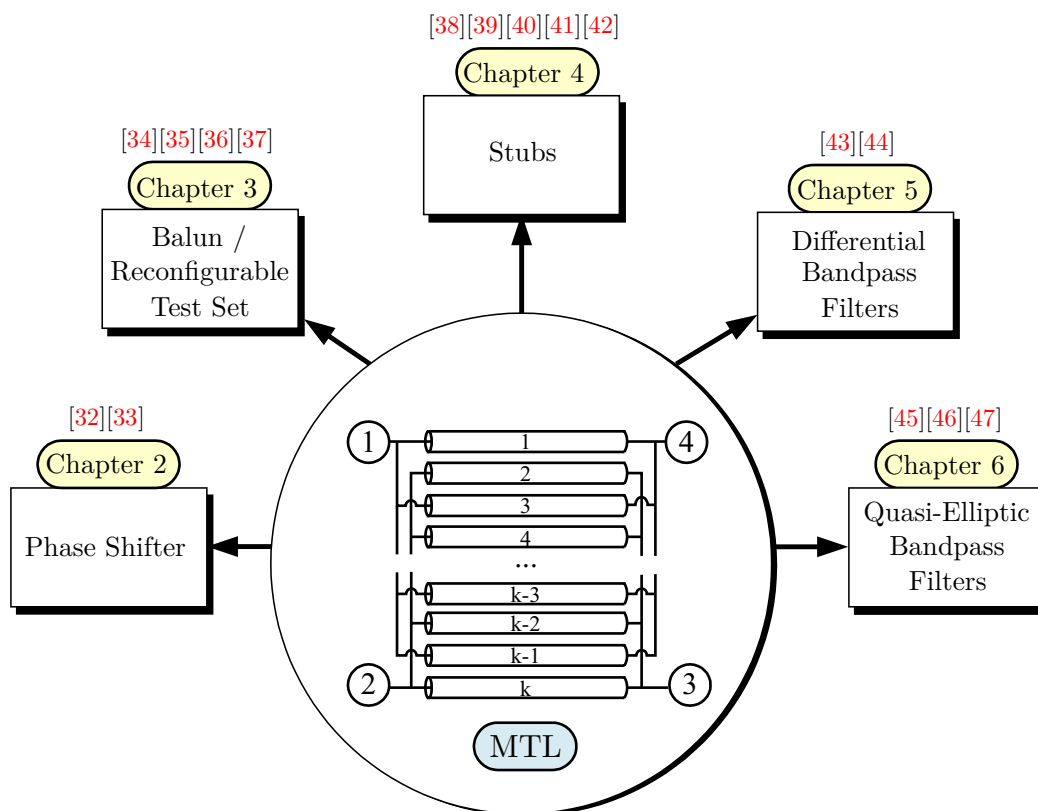 [38][39][40][41][42]
Chapter 4
Stubs
[34][35][36][37]
Chapter 3
Balun /
Reconfigurable
Test Set
[43][44]
Chapter 5
Differential
Bandpass
Filters
[32][33]
Chapter 2
Phase Shifter
[45][46][47]
Chapter 6
Quasi-Elliptic
Bandpass
Filters
1
1
4
2
3
4
...
k-3
k-2
k-1
2
k
3
MTL